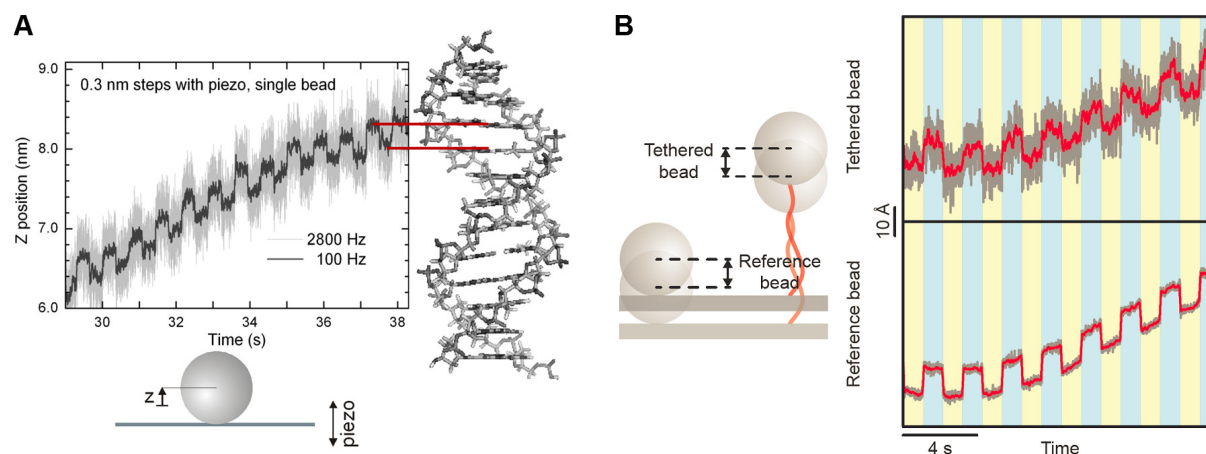 A
0.3 nm steps with piezo, single bead
9.0
8.0
7.0
6.0
Z position (nm)
2800 Hz
100 Hz
30 32 34 36 38
Time (s)
z
piezo
B
Tethered
bead
Reference
bead
Tethered bead
10 Å
Reference bead
4 s
Time